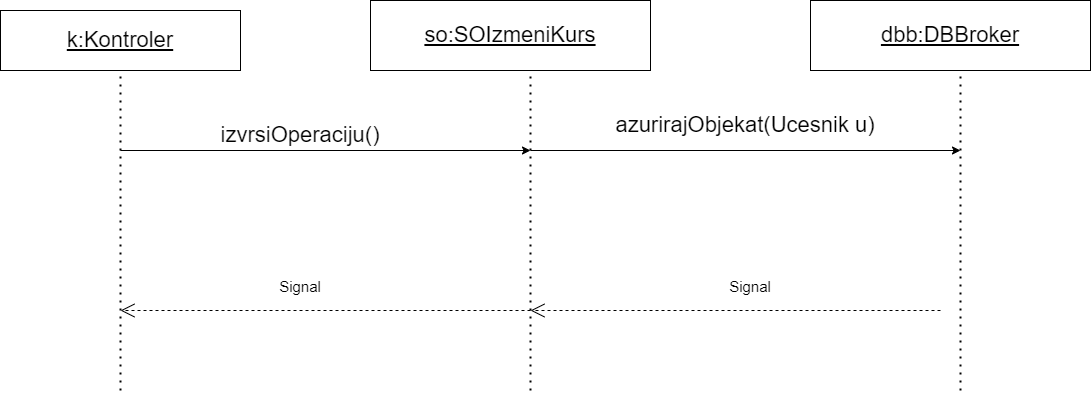 k:Kontroler
so:SOIzmeniKurs
dbb:DBBroker
izvrsiOperaciju()
azurirajObjekat(Ucesnik u)
Signal
Signal